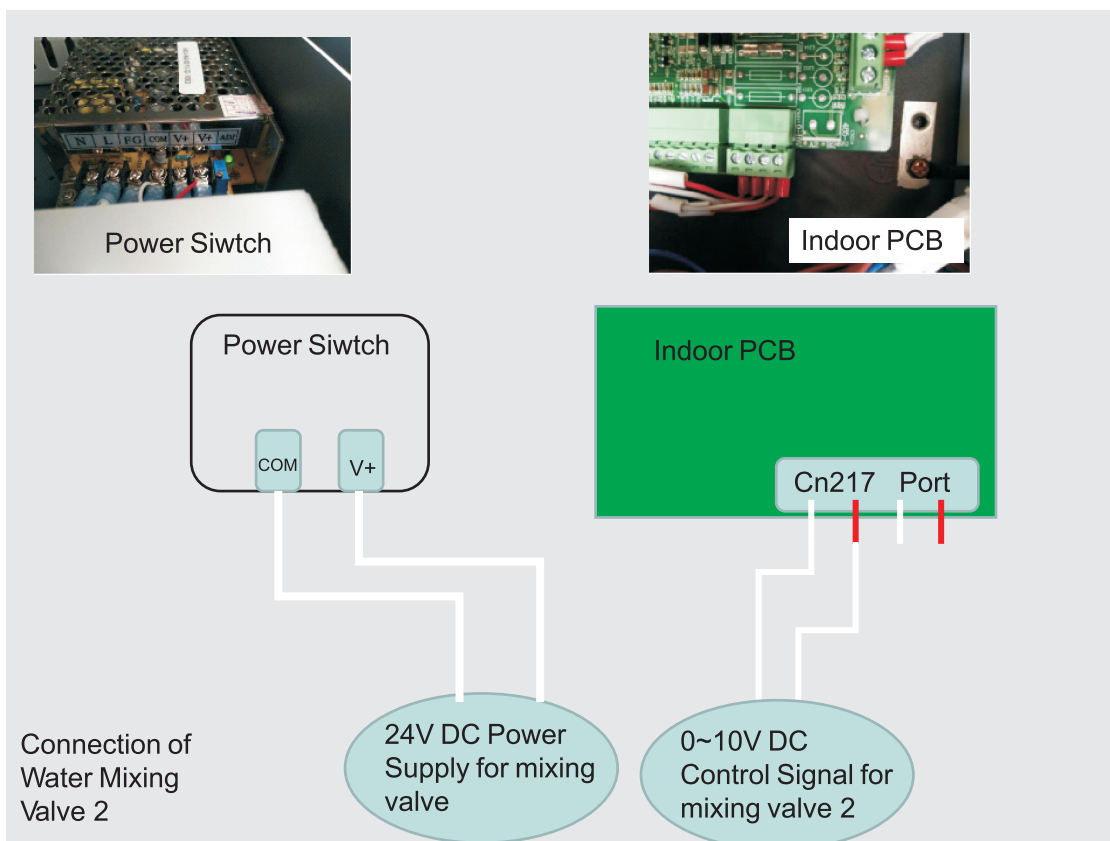 N L FG COM V+ V+ ADJ
Power Siwtch
Indoor PCB
Power Siwtch
COM
V+
Indoor PCB
Cn217 Port
24V DC Power
Supply for mixing
valve
0~10V DC
Control Signal for
mixing valve 2
Connection of
Water Mixing
Valve 2